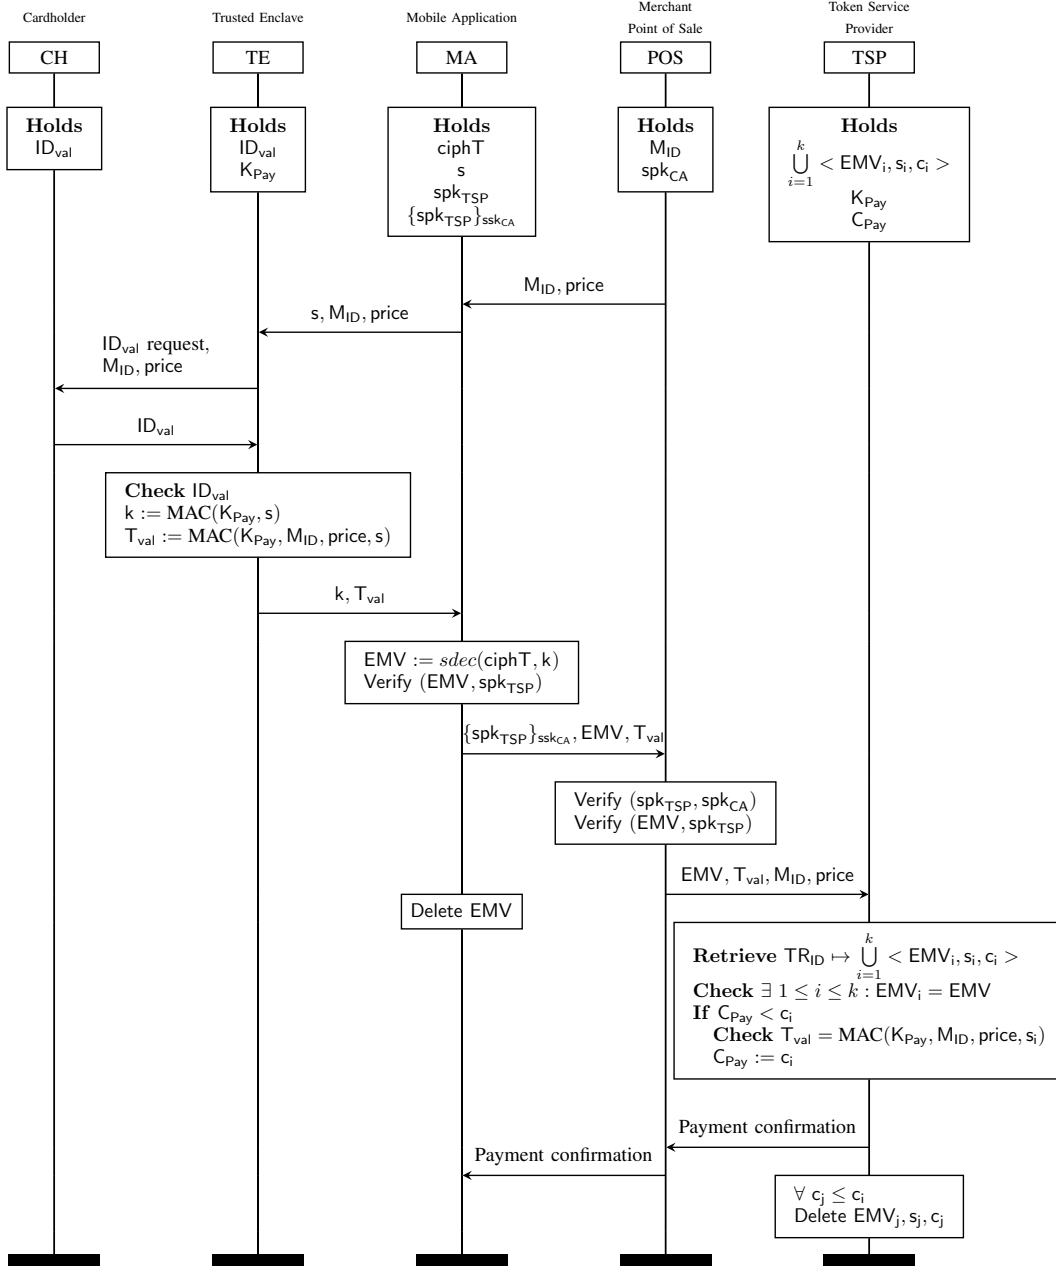 Cardholder
Trusted Enclave
Mobile Application
Merchant
Point of Sale
Token Service
Provider
CH
TE
MA
POS
TSP
Holds
ID_val
Holds
ID_val
K_Pay
Holds
ciphT
s
spk_TSP
{spk_TSP}_ssk_CA
Holds
M_ID
spk_CA
Holds
⋃_{i=1}^{k} < EMV_i, s_i, c_i >
K_Pay
C_Pay
M_ID, price
s, M_ID, price
ID_val request,
M_ID, price
ID_val
Check ID_val
k := MAC(K_Pay, s)
T_val := MAC(K_Pay, M_ID, price, s)
k, T_val
EMV := sdec(ciphT, k)
Verify (EMV, spk_TSP)
{spk_TSP}_ssk_CA, EMV, T_val
Verify (spk_TSP, spk_CA)
Verify (EMV, spk_TSP)
EMV, T_val, M_ID, price
Delete EMV
Retrieve TR_ID ↦ ⋃_{i=1}^{k} < EMV_i, s_i, c_i >
Check ∃ 1 ≤ i ≤ k : EMV_i = EMV
If C_Pay < c_i
Check T_val = MAC(K_Pay, M_ID, price, s_i)
C_Pay := c_i
Payment confirmation
Payment confirmation
∀ c_j ≤ c_i
Delete EMV_j, s_j, c_j